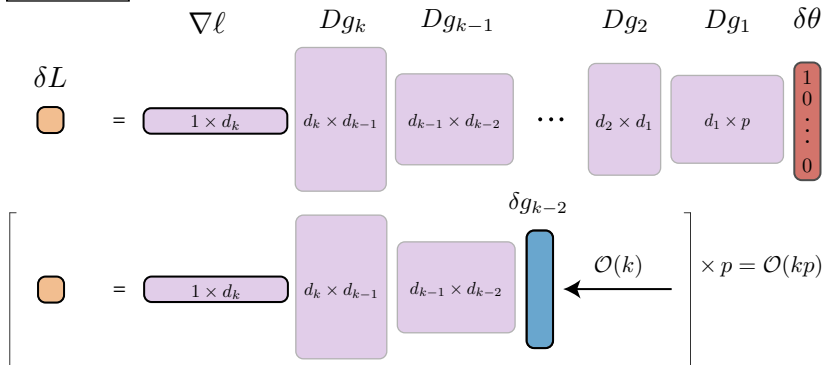 ∇ℓ Dg_k Dg_{k−1} Dg_2 Dg_1 δθ
δL
= 1 × d_k d_k × d_{k−1} d_{k−1} × d_{k−2} ⋯ d_2 × d_1 d_1 × p 1 0 ⋮ 0
δg_{k−2}
[ = 1 × d_k d_k × d_{k−1} d_{k−1} × d_{k−2} 𝒪(k) ] × p = 𝒪(kp)